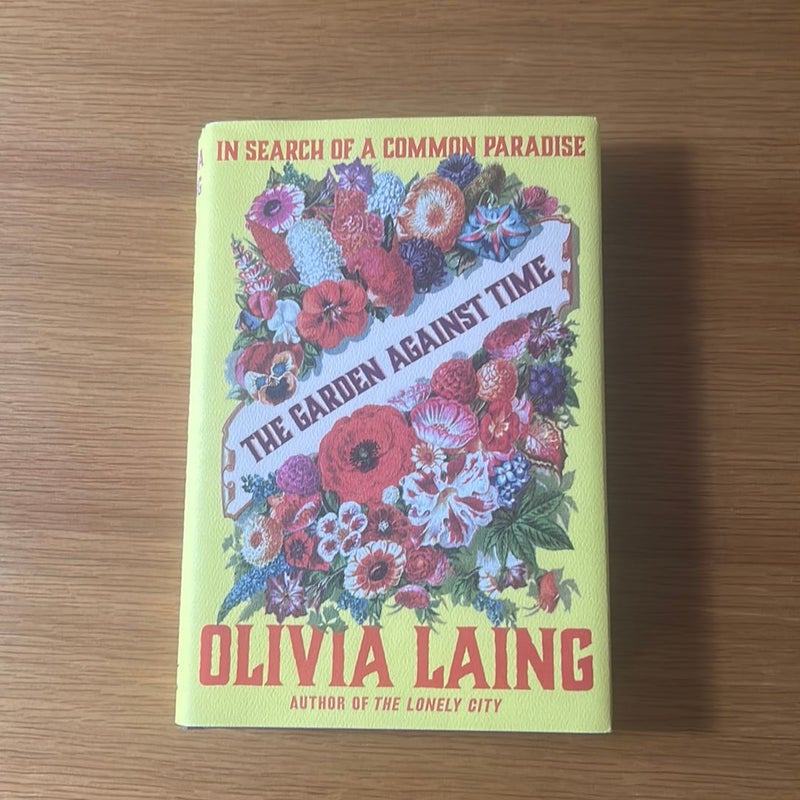 IN SEARCH OF A COMMON PARADISE
THE GARDEN AGAINST TIME
OLIVIA LAING
AUTHOR OF THE LONELY CITY